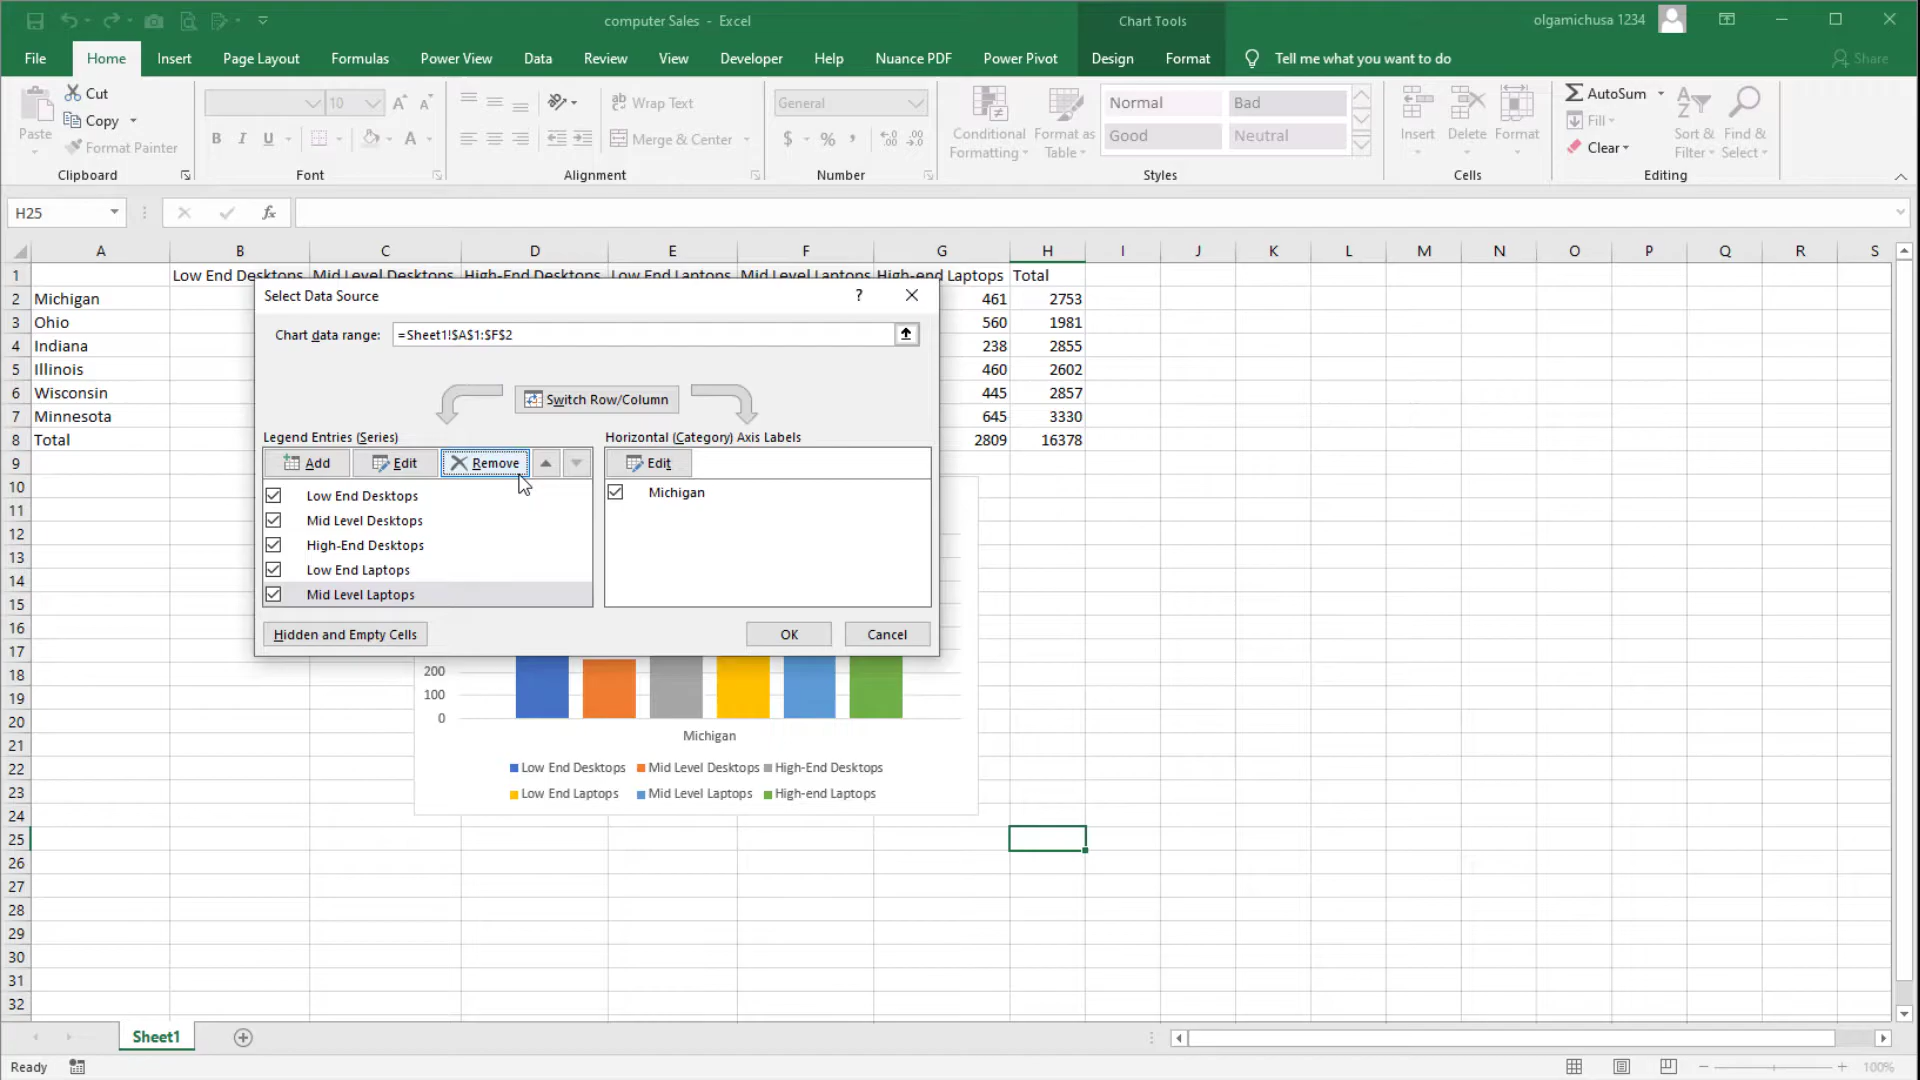 computer Sales - Excel
Chart Tools
olgamichusa 1234
File Home Insert Page Layout Formulas Data Power View Review View Developer Help Nuance PDF Power Pivot Design Format Tell me what you want to do Share
Paste
Cut
Copy
Format Painter
Clipboard
10
B I U
A
Font
Wrap Text
Merge & Center
Alignment
General
$ % ,
Number
Conditional Formatting
Format as Table
Normal Bad
Good Neutral
Styles
Insert Delete Format
Cells
AutoSum
Fill
Clear
Sort & Filter
Find & Select
Editing
H25
fx
A B C D E F G H I J K L M N O P Q R S
1 Low End Desktops Mid Level Desktops High-End Desktops Low End Laptops Mid Level Laptops High-end Laptops Total
2 Michigan 461 2753
3 Ohio 560 1981
4 Indiana 238 2855
5 Illinois 460 2602
6 Wisconsin 445 2857
7 Minnesota 645 3330
8 Total 2809 16378
9
10
11
12
13
14
15
16
17
18
19
20
21
22
23
24
25
26
27
28
29
30
31
32
Select Data Source
?
Chart data range: =Sheet1!$A$1:$F$2
Switch Row/Column
Legend Entries (Series)
Add Edit Remove
Low End Desktops
Mid Level Desktops
High-End Desktops
Low End Laptops
Mid Level Laptops
Horizontal (Category) Axis Labels
Edit
Michigan
Hidden and Empty Cells
OK
Cancel
200
100
0
Michigan
Low End Desktops Mid Level Desktops High-End Desktops
Low End Laptops Mid Level Laptops High-end Laptops
Sheet1
Ready
100%